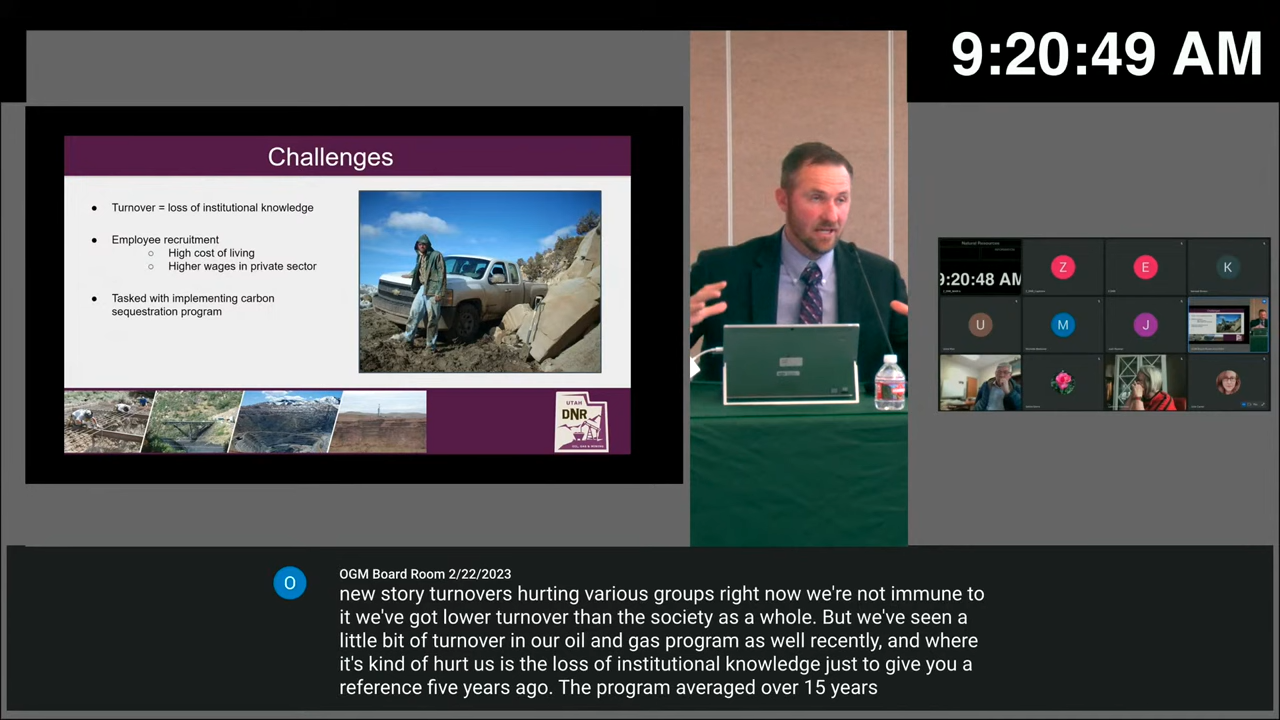 9:20:49 AM
Challenges
● Turnover = loss of institutional knowledge
● Employee recruitment
○ High cost of living
○ Higher wages in private sector
● Tasked with implementing carbon
sequestration program
UTAH
DNR
OIL, GAS & MINING
9:20:48 AM
Z
E
K
U
M
J
O
OGM Board Room 2/22/2023
new story turnovers hurting various groups right now we're not immune to
it we've got lower turnover than the society as a whole. But we've seen a
little bit of turnover in our oil and gas program as well recently, and where
it's kind of hurt us is the loss of institutional knowledge just to give you a
reference five years ago. The program averaged over 15 years